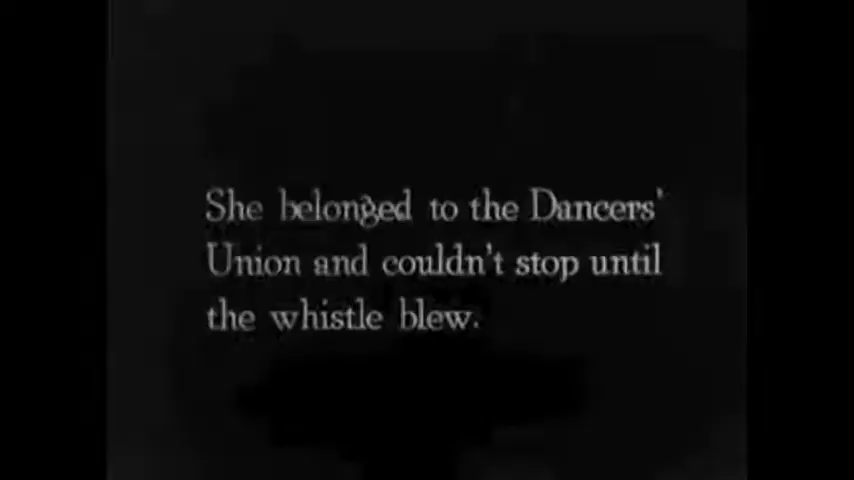 She belonged to the Dancers'
Union and couldn't stop until
the whistle blew.